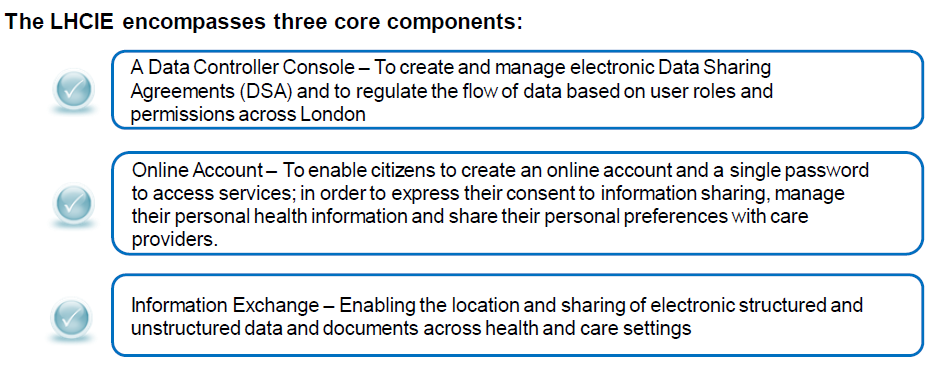 The LHCIE encompasses three core components:
A Data Controller Console – To create and manage electronic Data Sharing
Agreements (DSA) and to regulate the flow of data based on user roles and
permissions across London
Online Account – To enable citizens to create an online account and a single password
to access services; in order to express their consent to information sharing, manage
their personal health information and share their personal preferences with care
providers.
Information Exchange – Enabling the location and sharing of electronic structured and
unstructured data and documents across health and care settings